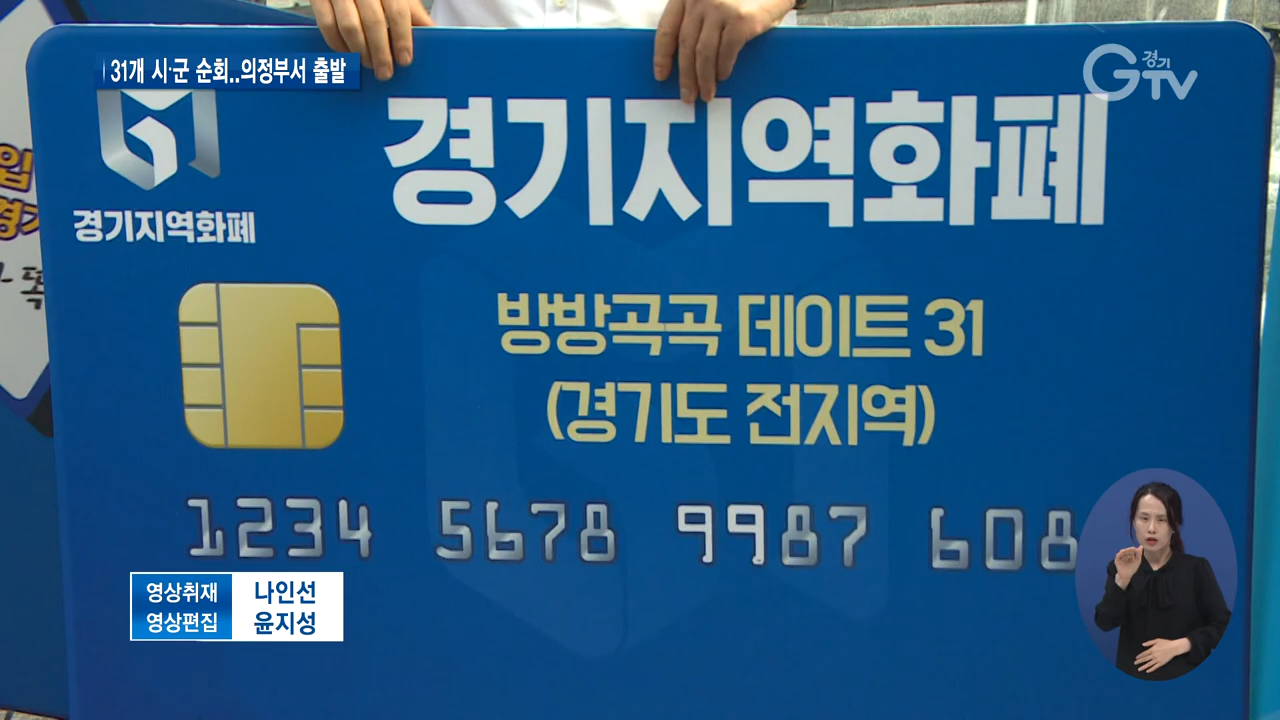 31개 시·군 순회..의정부서 출발
경기
GTV
경기지역화폐
경기지역화폐
방방곡곡 데이트 31
(경기도 전지역)
1234 5678 9987 608
영상취재 나인선
영상편집 윤지성
입